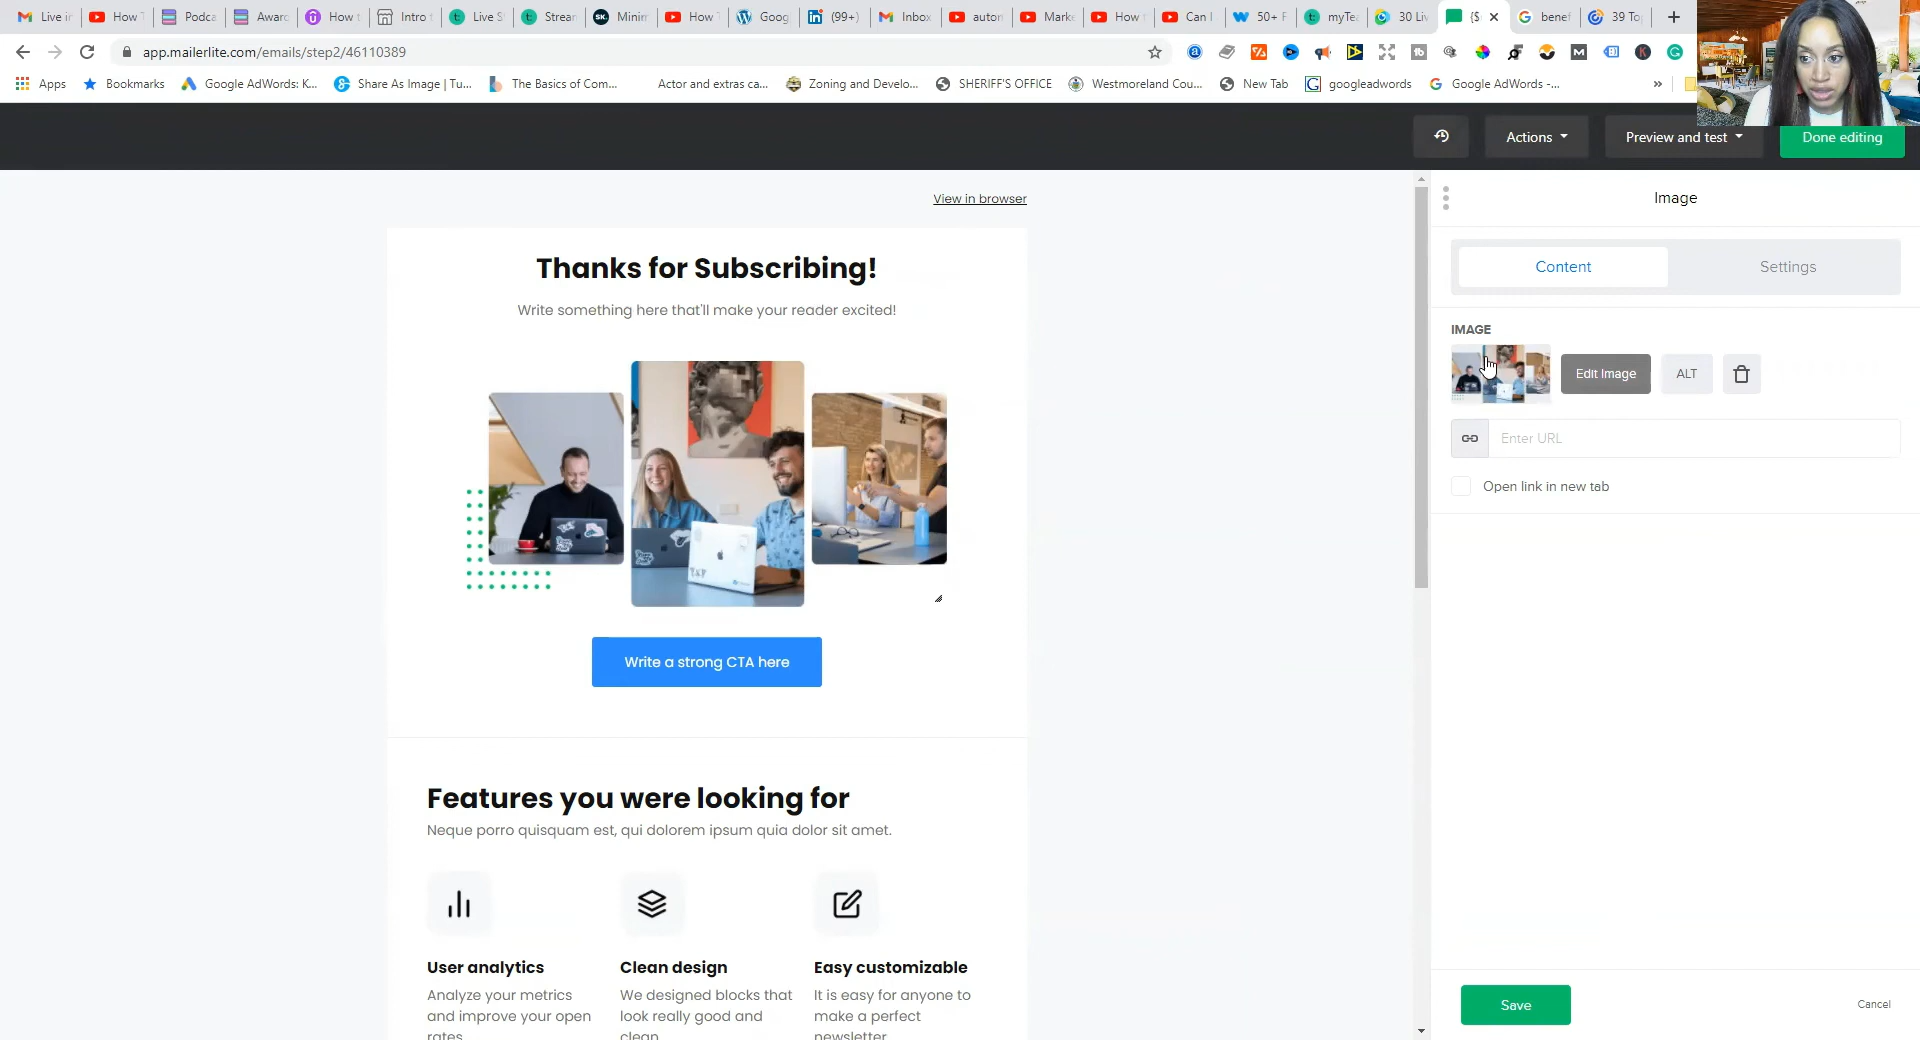 Live i
How T
Podca
Awarc
How t
Intro
Live S
Strear
SK.
Minim
How T
Goog
(99+)
Inbox
autor
Marke
How
Can I
50+ F
myTe
30 Liv
{$
benef
39 To
app.mailerlite.com/emails/step2/46110389
Apps
Bookmarks
Google AdWords: K...
Share As Image | Tu...
The Basics of Com...
Actor and extras ca...
Zoning and Develo...
SHERIFF'S OFFICE
Westmoreland Cou...
New Tab
googleadwords
Google AdWords -...
»
Actions
Preview and test
Done editing
View in browser
Thanks for Subscribing!
Write something here that'll make your reader excited!
Write a strong CTA here
Features you were looking for
Neque porro quisquam est, qui dolorem ipsum quia dolor sit amet.
User analytics
Analyze your metrics
and improve your open
rates
Clean design
We designed blocks that
look really good and
clean
Easy customizable
It is easy for anyone to
make a perfect
newsletter
Image
Content
Settings
IMAGE
Edit Image
ALT
Enter URL
Open link in new tab
Save
Cancel